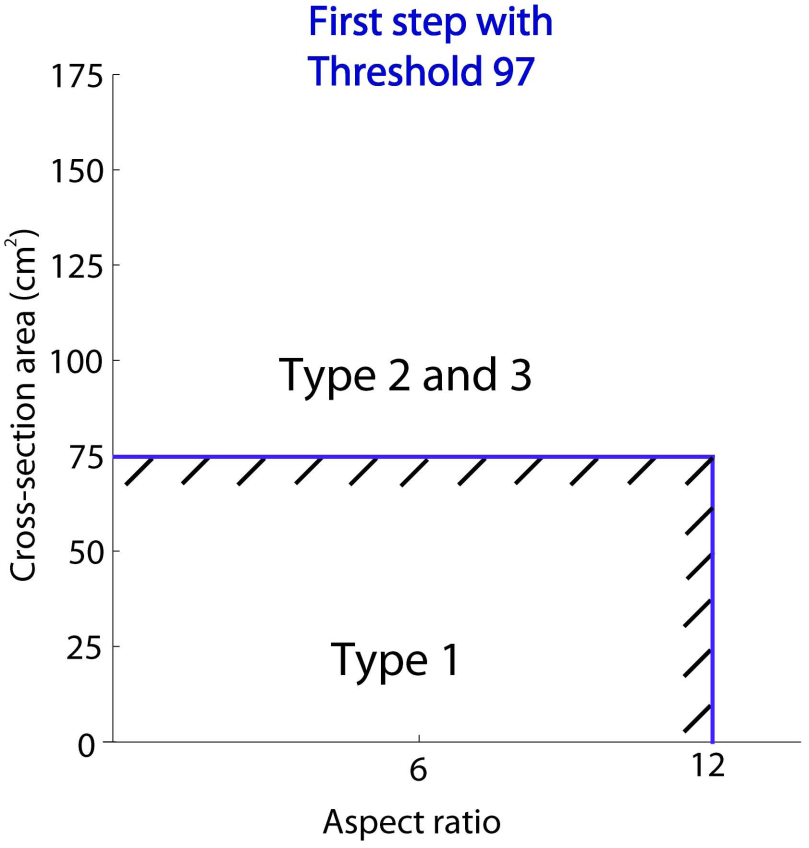 First step with
Threshold 97
175
150
125
100
75
50
25
0
Cross-section area (cm²)
Type 2 and 3
Type 1
6
12
Aspect ratio